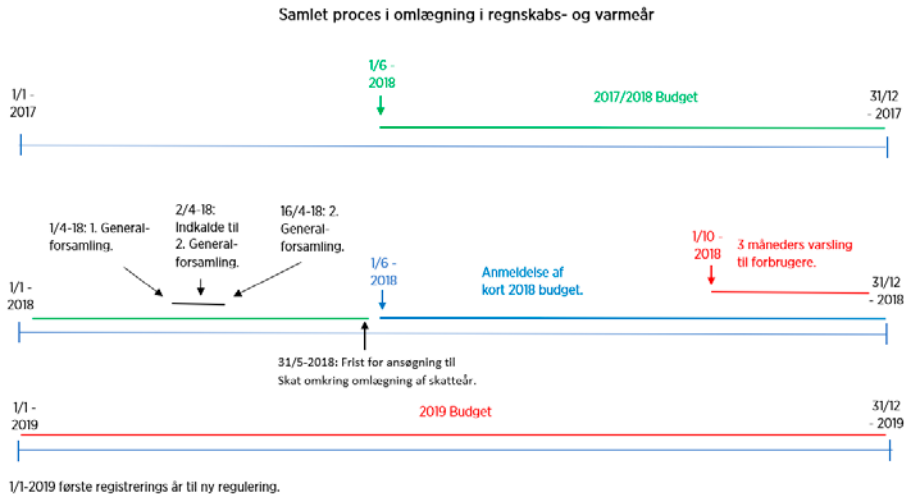 Samlet proces i omlægning i regnskabs- og varmeår
1/1 -
2017
1/6 -
2018
2017/2018 Budget
31/12
- 2017
1/4-18: 1. General-
forsamling.
2/4-18:
Indkalde til
2. General-
forsamling.
16/4-18: 2.
General-
forsamling.
1/1 -
2018
1/6 -
2018
Anmeldelse af
kort 2018 budget.
1/10 -
2018
3 måneders varsling
til forbrugere.
31/12
- 2018
31/5-2018: Frist for ansøgning til
Skat omkring omlægning af skatteår.
1/1 -
2019
2019 Budget
31/12
- 2019
1/1-2019 første registrerings år til ny regulering.